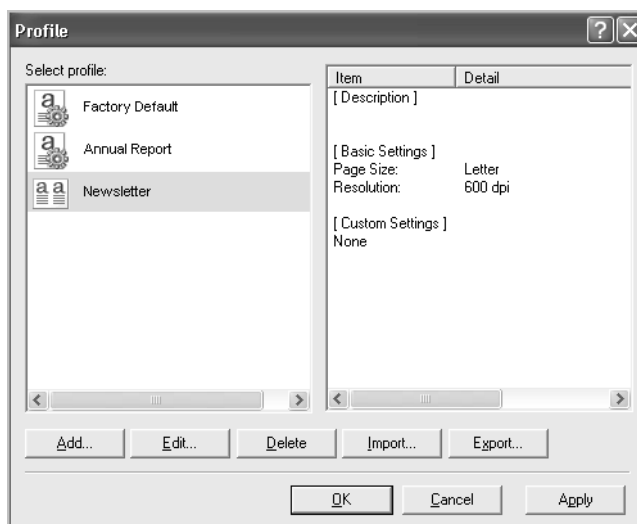 Profile
Select profile:
Factory Default
Annual Report
Newsletter
Item Detail
[ Description ]
[ Basic Settings ]
Page Size: Letter
Resolution: 600 dpi
[ Custom Settings ]
None
Add... Edit... Delete Import... Export...
OK Cancel Apply